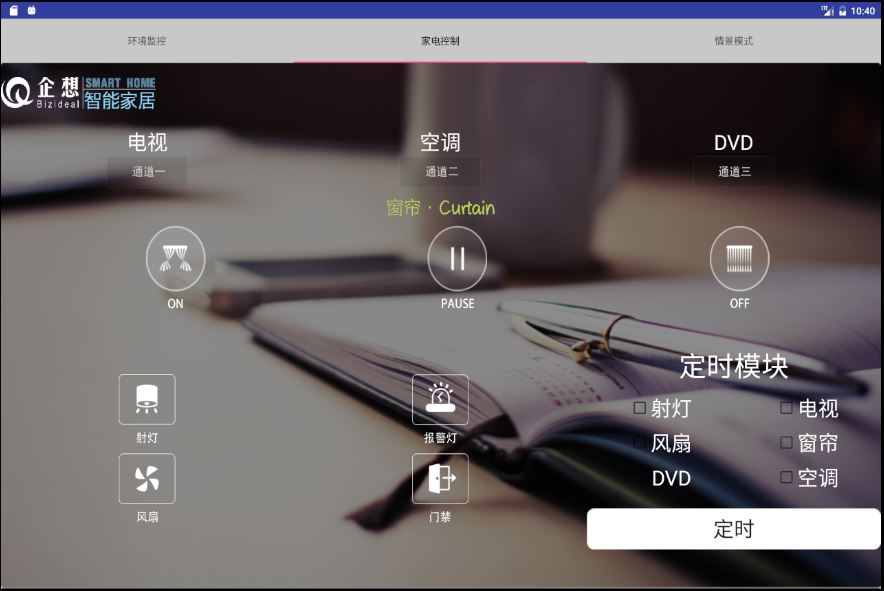 LTE 10:40
环境监控 家电控制 情景模式
企想 SMART HOME
Bizideal 智能家居
电视 空调 DVD
通道一 通道二 通道三
窗帘 · Curtain
ON PAUSE OFF
定时模块
射灯 电视
风扇 窗帘
DVD 空调
射灯 报警灯
风扇 门禁
定时